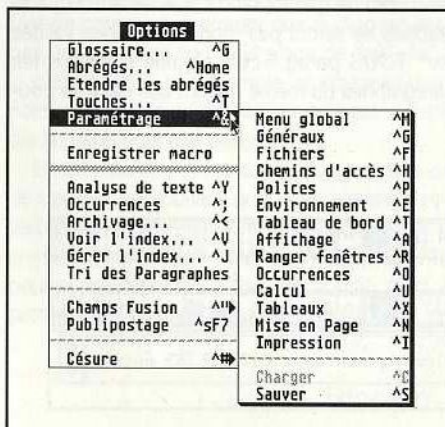 Options
Glossaire... ^G
Abrégés... ^Home
Etendre les abrégés
Touches... ^T
Paramétrage ^&
Enregistrer macro
Analyse de texte ^Y
Occurrences ^;
Archivage... ^<
Voir l'index... ^V
Gérer l'index... ^J
Tri des Paragraphes
Champs Fusion ^"
Publipostage ^sF7
Césure ^#
Menu global ^M
Généraux ^G
Fichiers ^F
Chemins d'accès ^H
Polices ^P
Environnement ^E
Tableau de bord ^T
Affichage ^A
Ranger fenêtres ^R
Occurrences ^O
Calcul ^L
Tableaux ^X
Mise en Page ^N
Impression ^I
Charger ^C
Sauver ^S